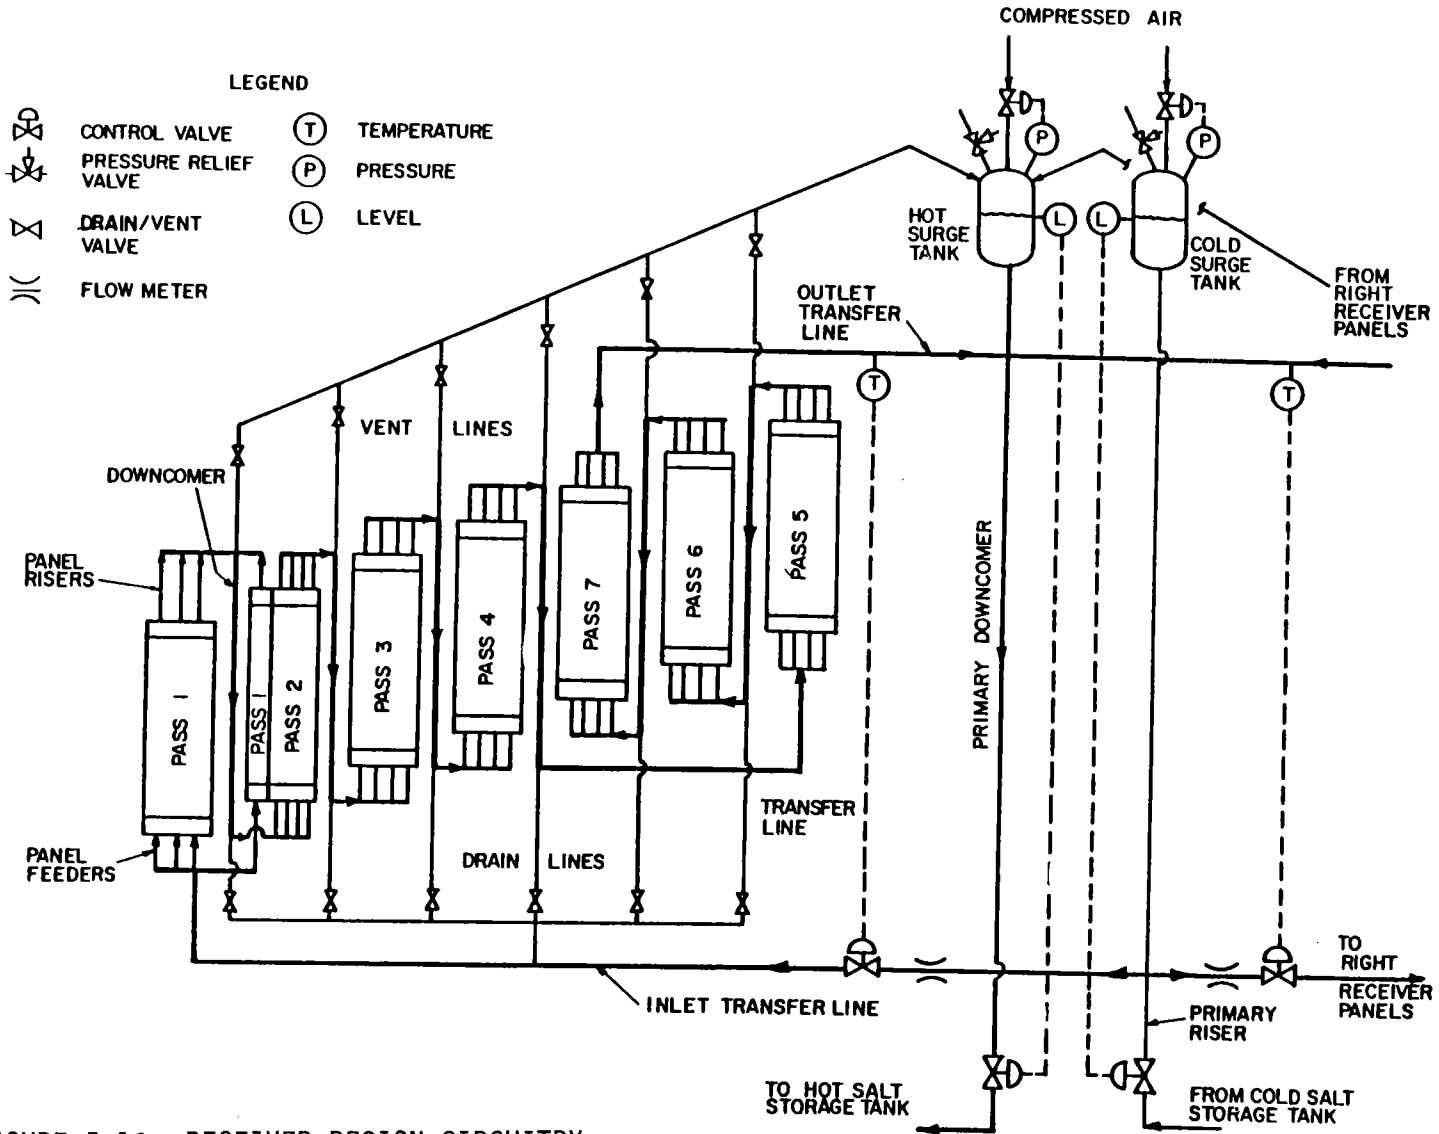 COMPRESSED AIR
LEGEND
CONTROL VALVE
T TEMPERATURE
PRESSURE RELIEF
VALVE
P PRESSURE
DRAIN/VENT
VALVE
L LEVEL
FLOW METER
P
P
HOT
SURGE
TANK
L
L
COLD
SURGE
TANK
FROM
RIGHT
RECEIVER
PANELS
OUTLET
TRANSFER
LINE
T
T
VENT LINES
DOWNCOMER
PANEL
RISERS
PASS 1
PASS 1
PASS 2
PASS 3
PASS 4
PASS 7
PASS 6
PASS 5
PRIMARY DOWNCOMER
TRANSFER
LINE
PANEL
FEEDERS
DRAIN LINES
INLET TRANSFER LINE
TO
RIGHT
RECEIVER
PANELS
PRIMARY
RISER
TO HOT SALT
STORAGE TANK
FROM COLD SALT
STORAGE TANK